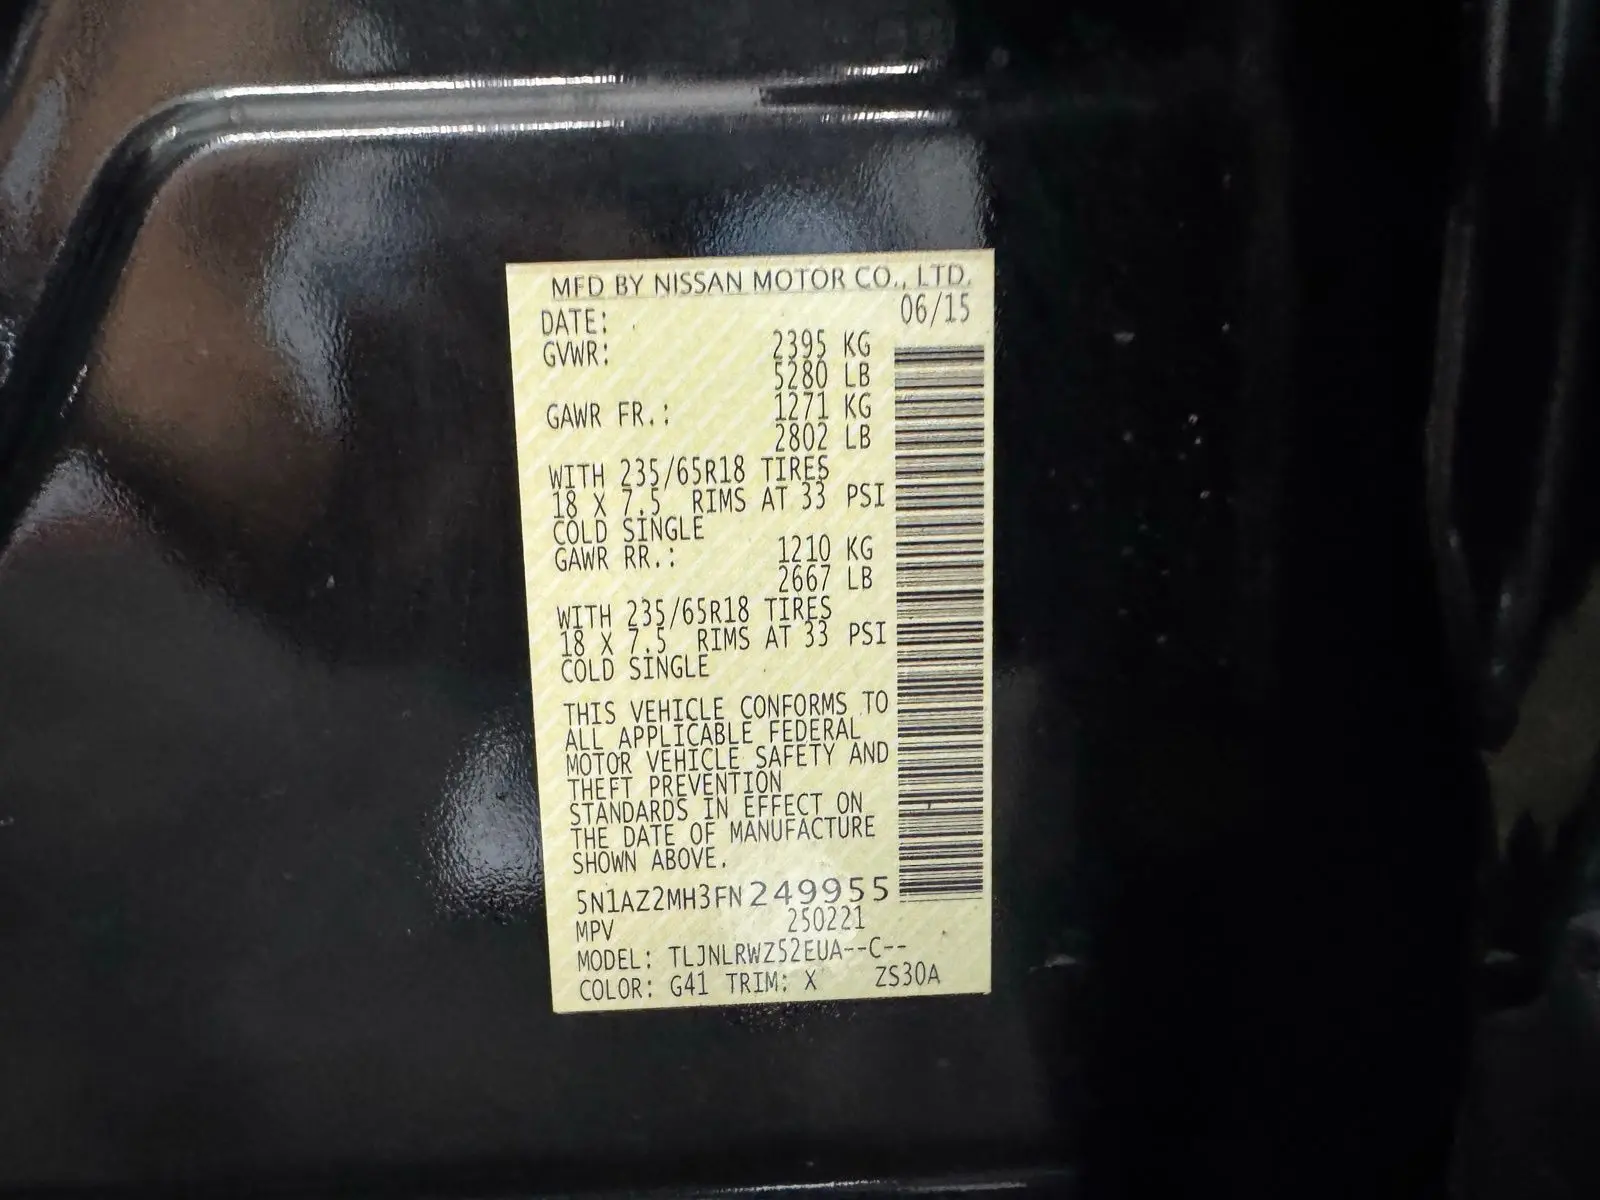 MFD BY NISSAN MOTOR CO., LTD.
DATE: 06/15
GVWR: 2395 KG
5280 LB
GAWR FR.: 1271 KG
2802 LB
WITH 235/65R18 TIRES
18 X 7.5 RIMS AT 33 PSI
COLD SINGLE
GAWR RR.: 1210 KG
2667 LB
WITH 235/65R18 TIRES
18 X 7.5 RIMS AT 33 PSI
COLD SINGLE
THIS VEHICLE CONFORMS TO
ALL APPLICABLE FEDERAL
MOTOR VEHICLE SAFETY AND
THEFT PREVENTION
STANDARDS IN EFFECT ON
THE DATE OF MANUFACTURE
SHOWN ABOVE.
5N1AZ2MH3FN249955
MPV 250221
MODEL: TLJNLRWZ52EUA--C--
COLOR: G41 TRIM: X ZS30A